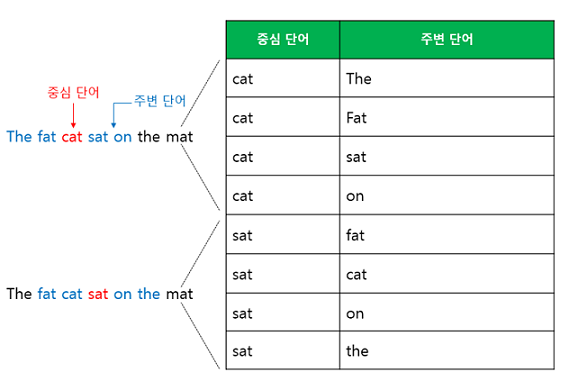 중심 단어
주변 단어
The fat cat sat on the mat
The fat cat sat on the mat
중심 단어 주변 단어
cat The
cat Fat
cat sat
cat on
sat fat
sat cat
sat on
sat the